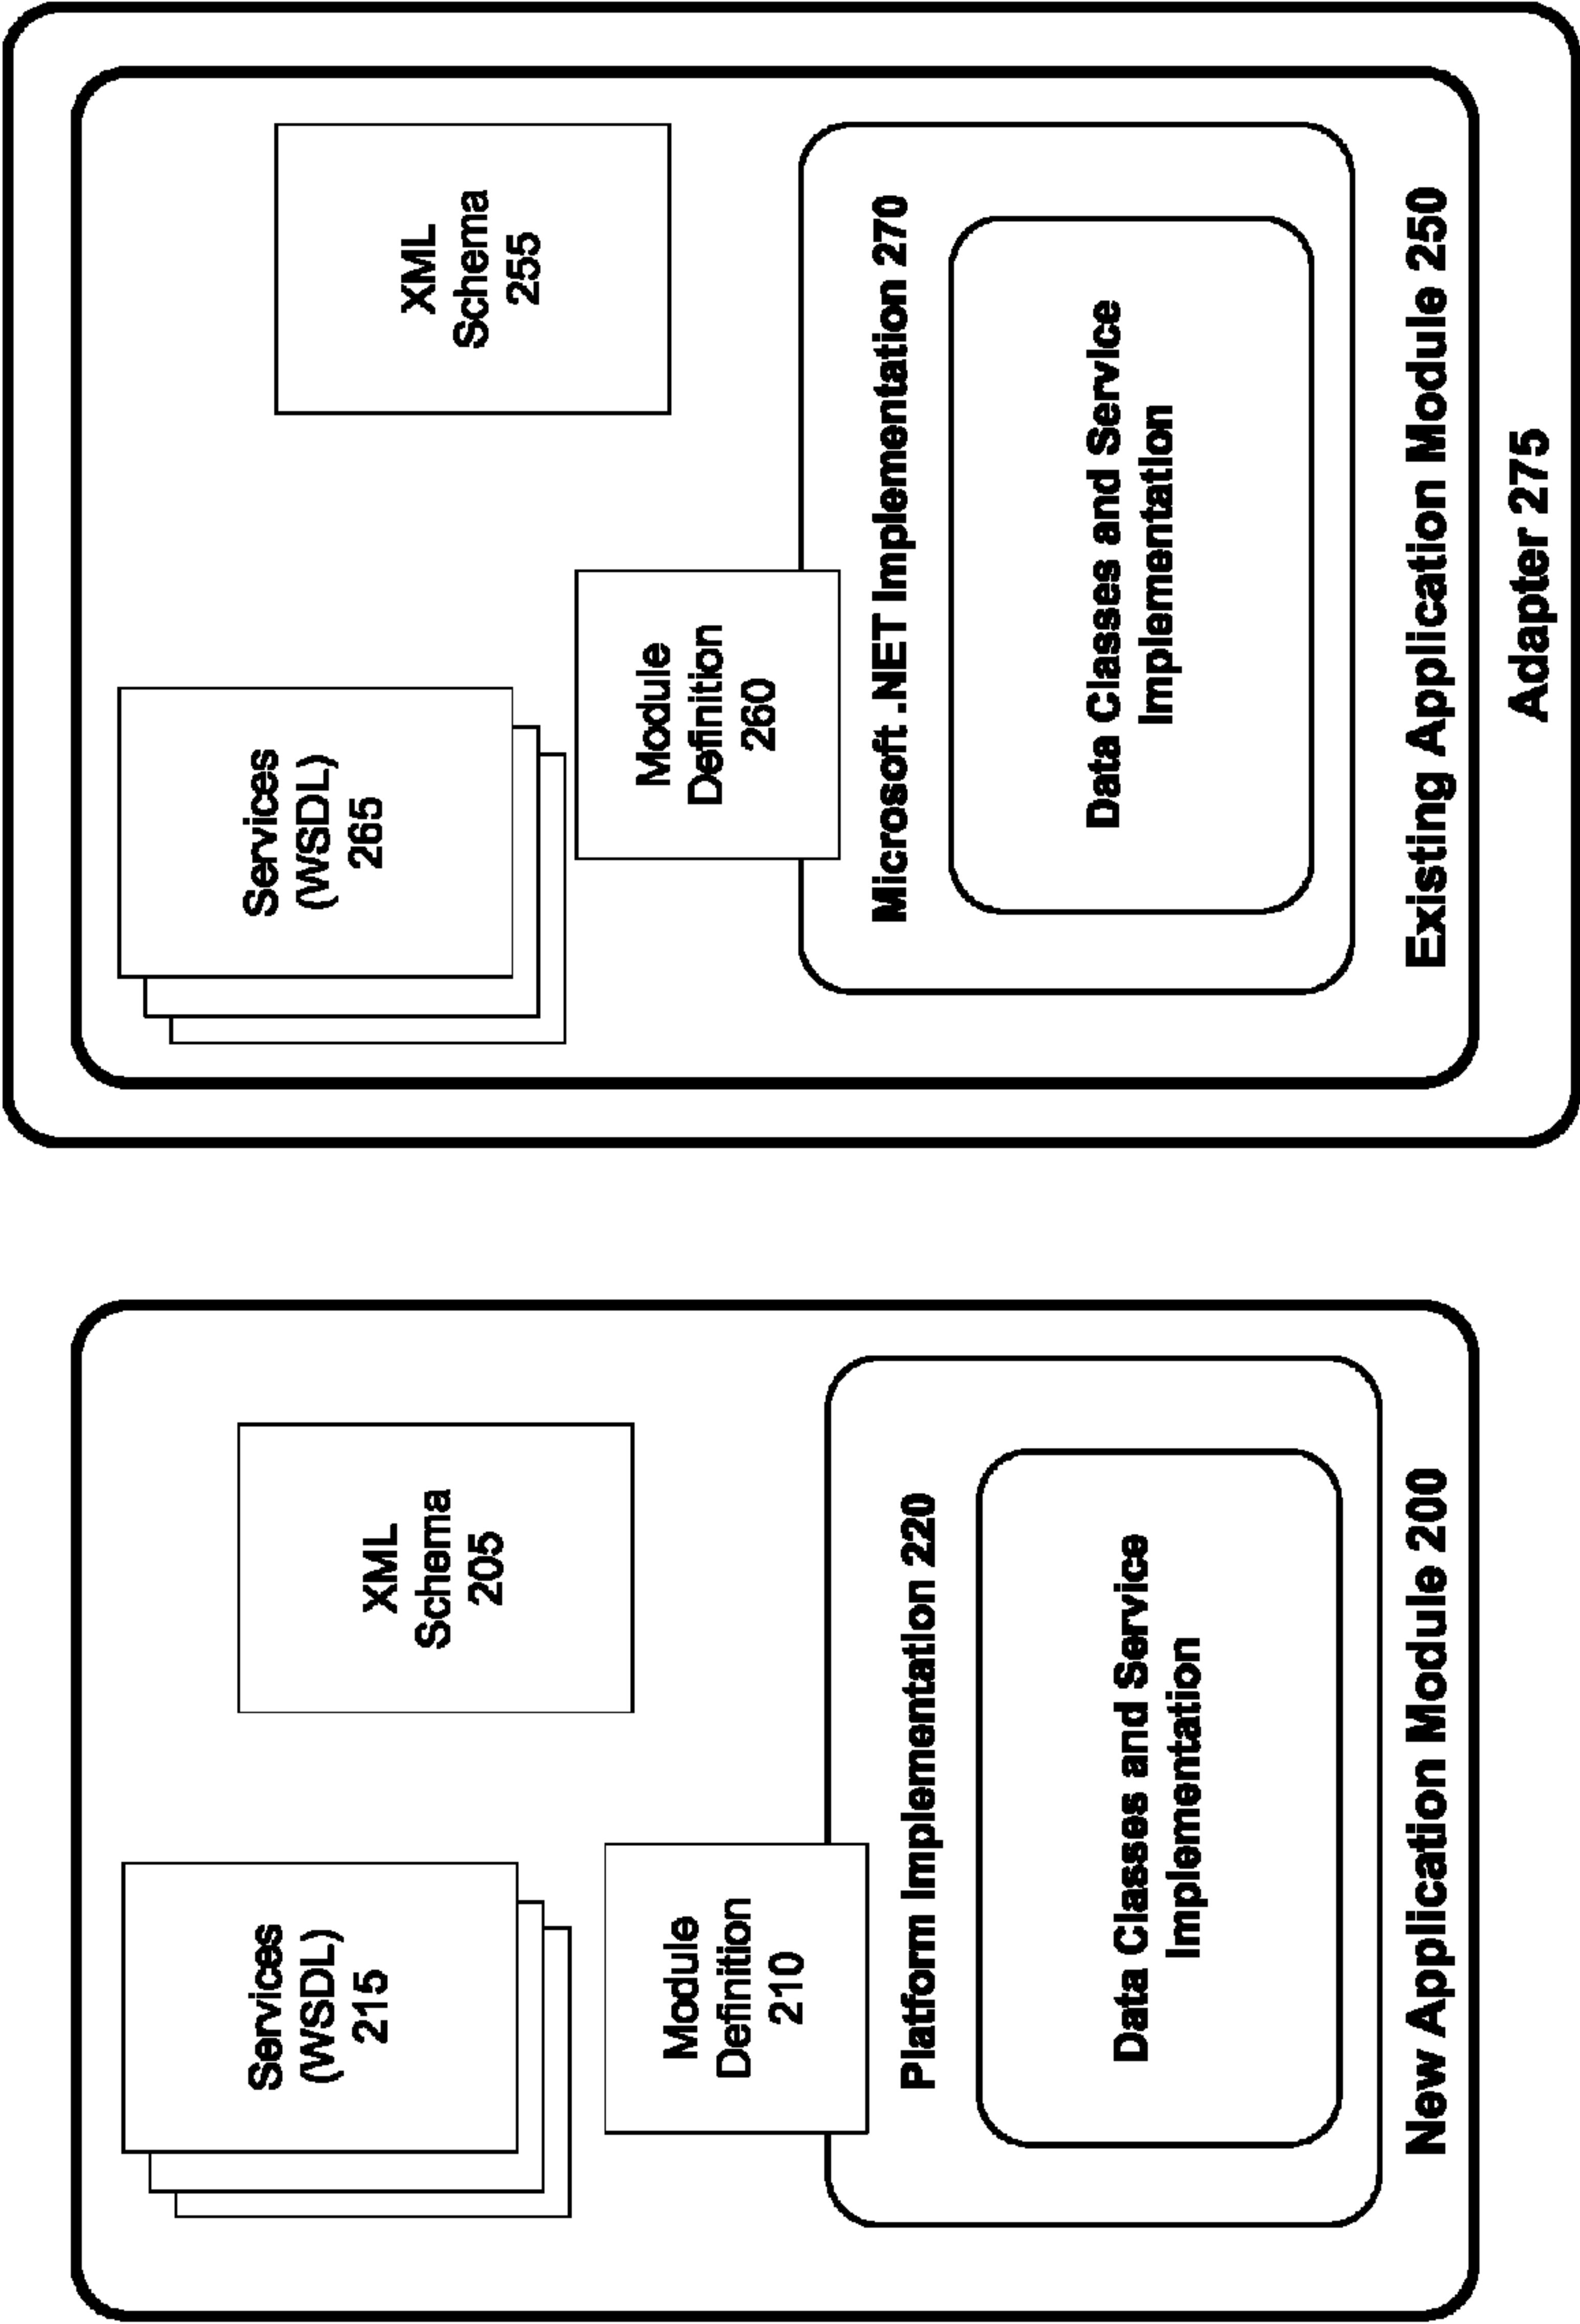 Services
(WSDL)
215
XML
Schema
205
Module
Definition
210
Platform Implementation 220
Data Classes and Service
Implementation
New Application Module 200
Services
(WSDL)
265
XML
Schema
255
Module
Definition
260
Microsoft .NET Implementation 270
Data Classes and Service
Implementation
Existing Application Module 250
Adapter 275